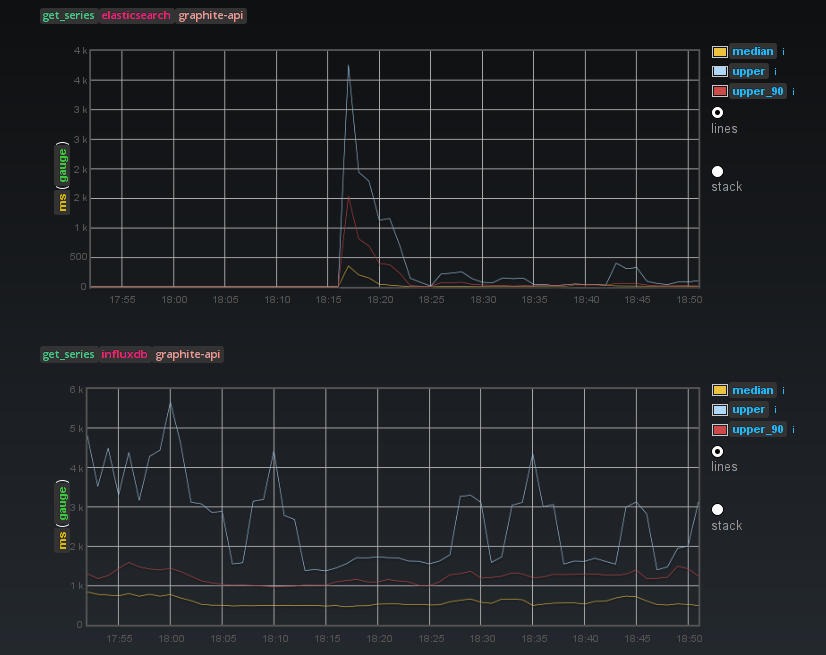 get_series elasticsearch graphite-api
4 k
4 k
3 k
3 k
2 k
2 k
1 k
500
0
ms (gauge)
17:55 18:00 18:05 18:10 18:15 18:20 18:25 18:30 18:35 18:40 18:45 18:50
median i
upper i
upper_90 i
lines
stack
get_series influxdb graphite-api
6 k
5 k
4 k
3 k
2 k
1 k
0
ms (gauge)
17:55 18:00 18:05 18:10 18:15 18:20 18:25 18:30 18:35 18:40 18:45 18:50
median i
upper i
upper_90 i
lines
stack